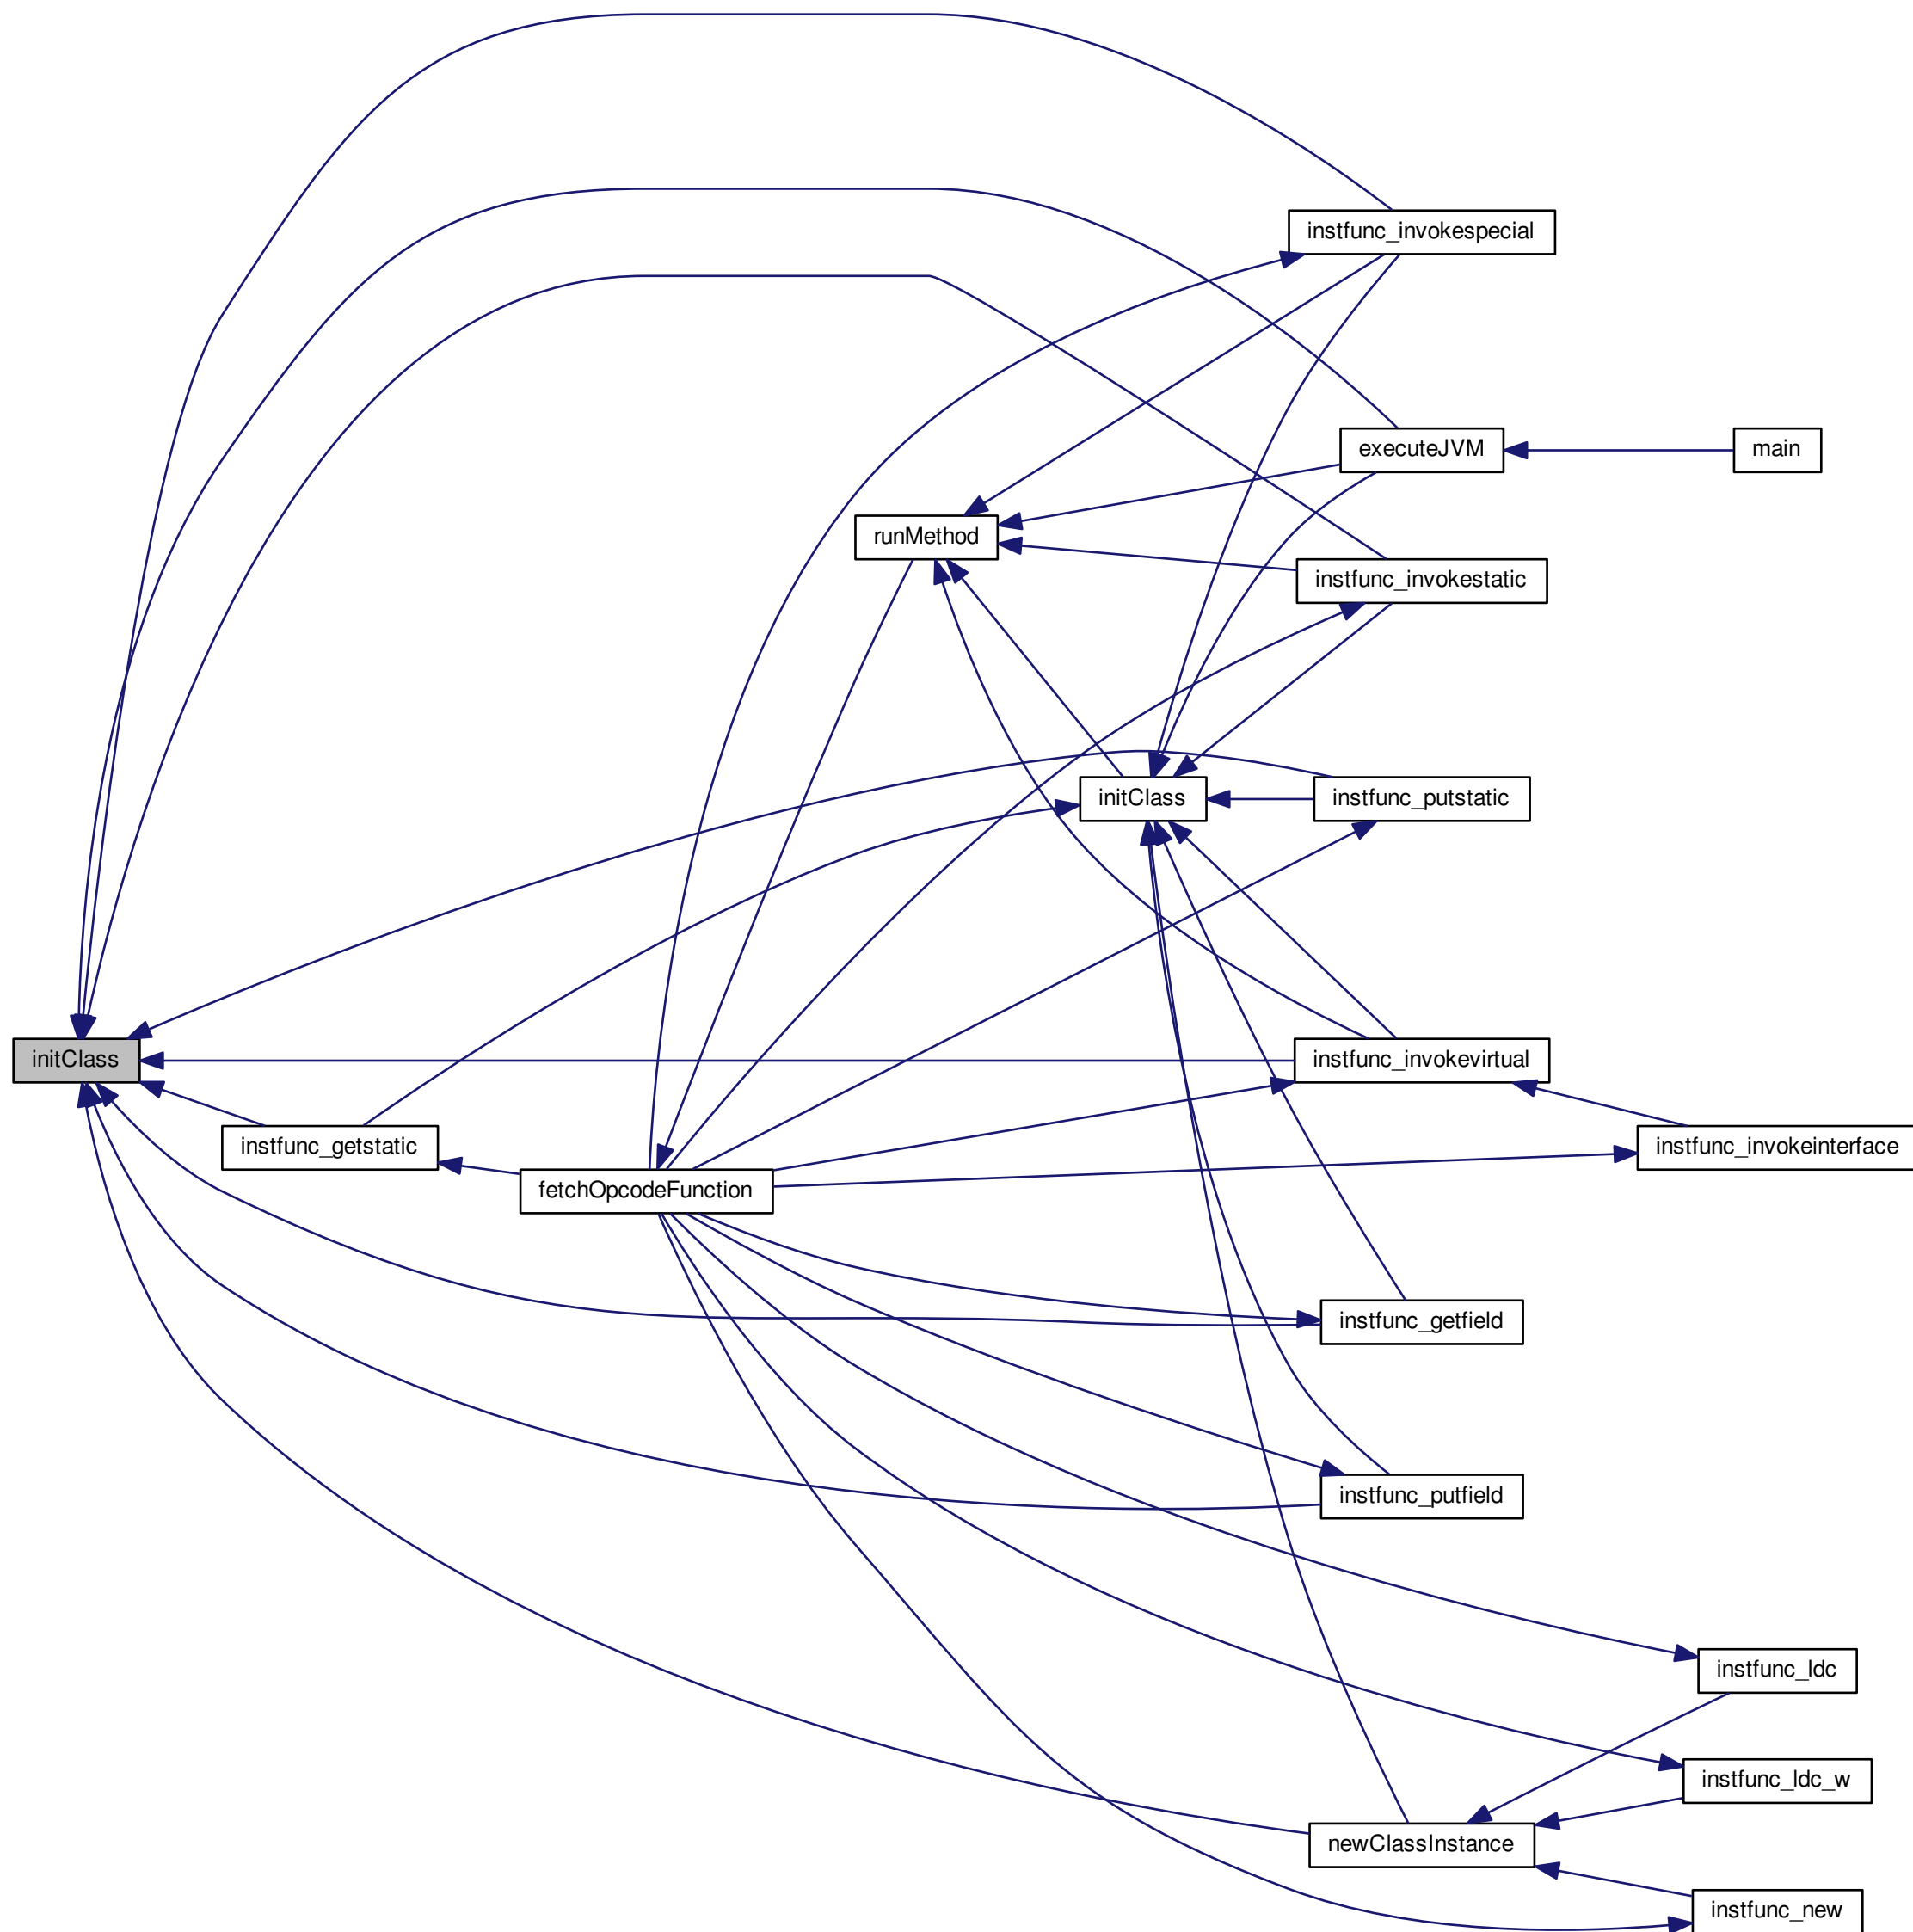 instfunc_invokespecial
executeJVM
main
runMethod
instfunc_invokestatic
initClass
instfunc_putstatic
initClass
instfunc_invokevirtual
instfunc_getstatic
instfunc_invokeinterface
fetchOpcodeFunction
instfunc_getfield
instfunc_putfield
instfunc_ldc
instfunc_ldc_w
newClassInstance
instfunc_new